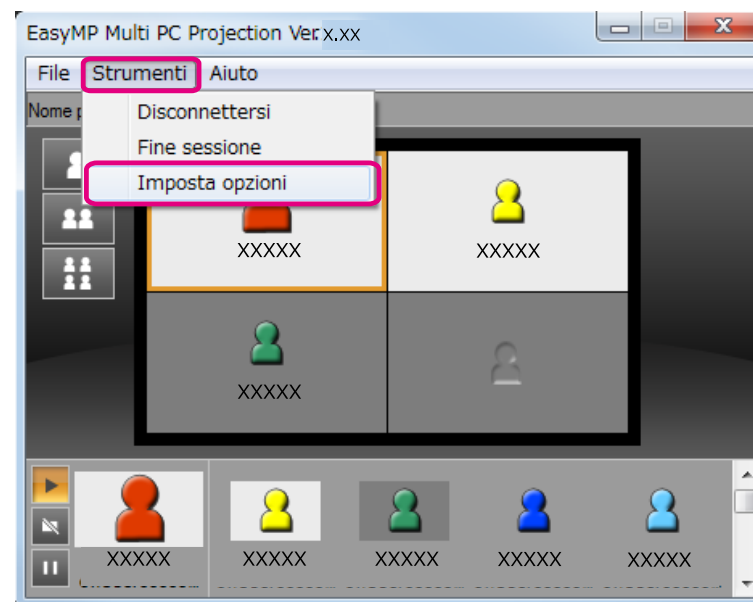 EasyMP Multi PC Projection Ver. x.xx
File Strumenti Aiuto
Nome
Disconnettersi
Fine sessione
Imposta opzioni
XXXXX XXXXX
XXXXX
XXXXX XXXXX XXXXX XXXXX XXXXX